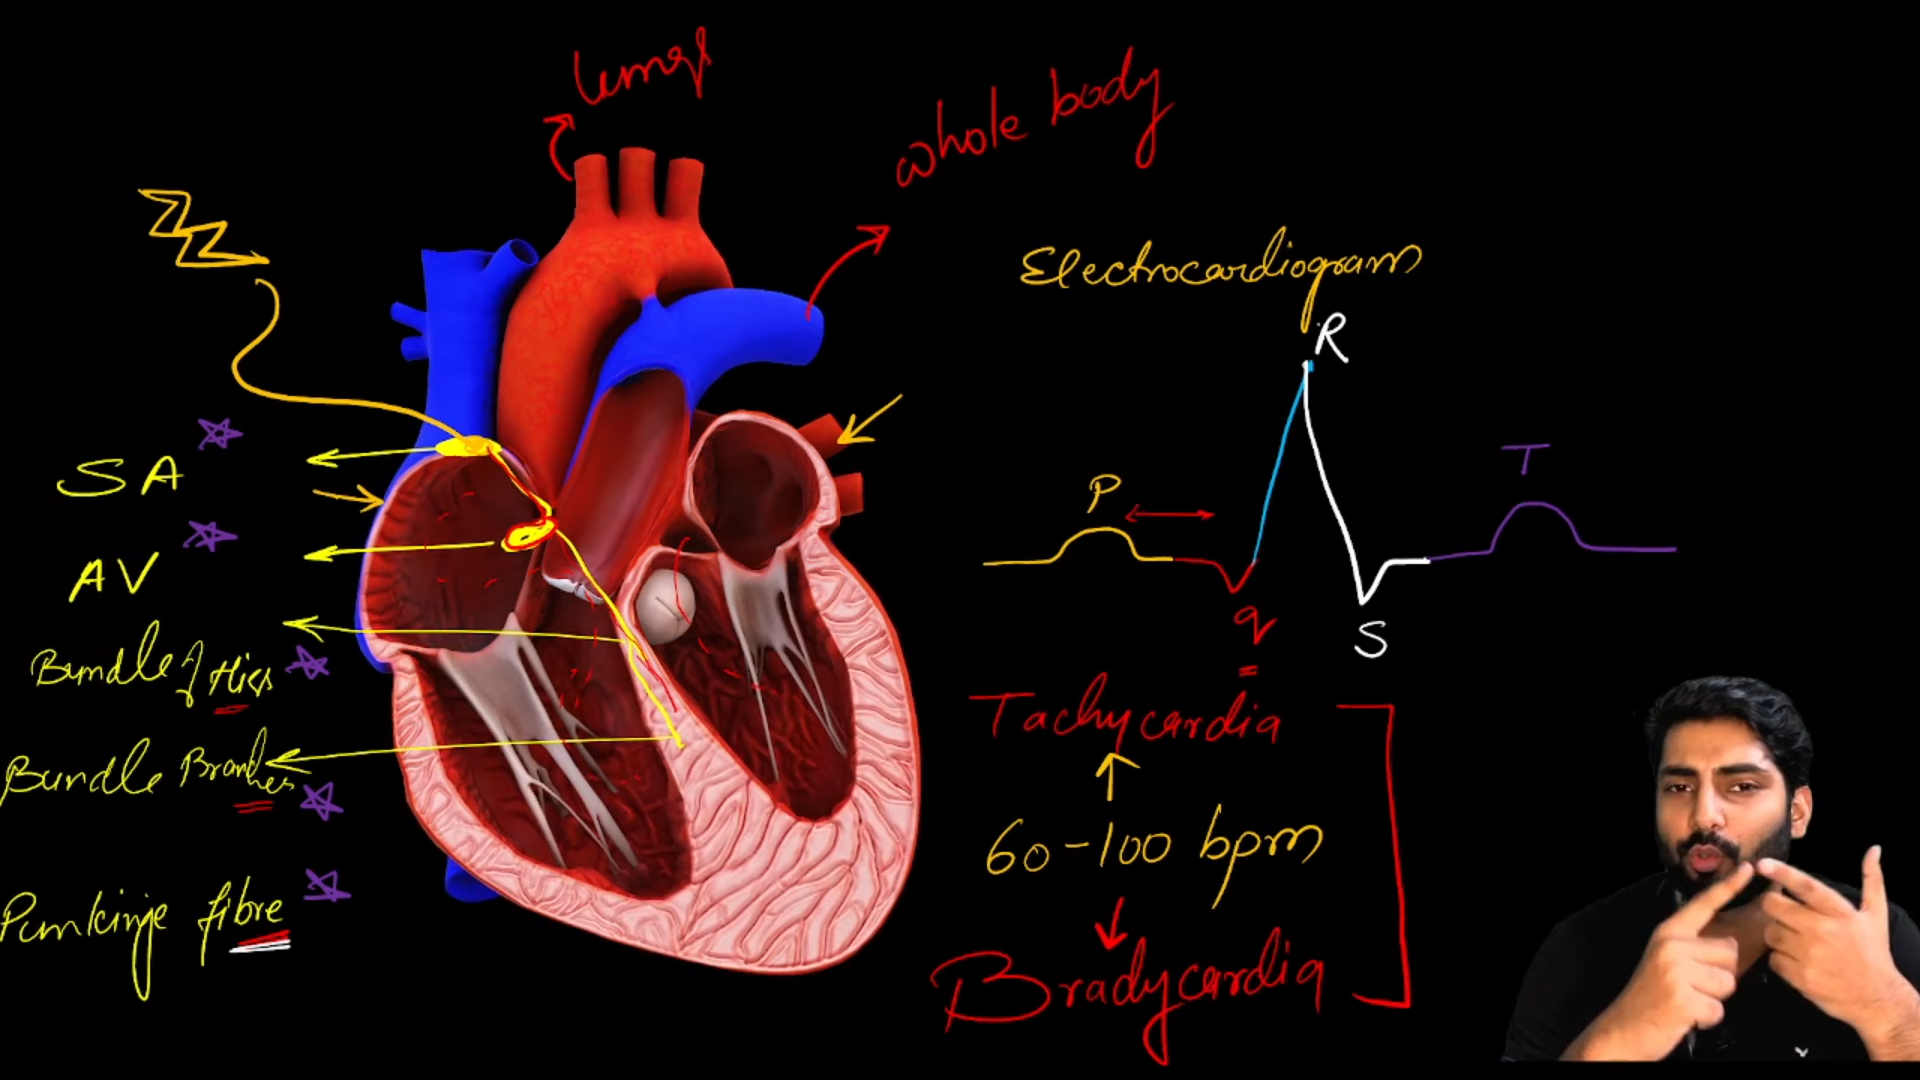 lungs
whole body
Electrocardiogram
R
SA
P
T
AV
q
S
Bundle of His
Tachycardia
Bundle Branches
60-100 bpm
Purkinje fibre
Bradycardia